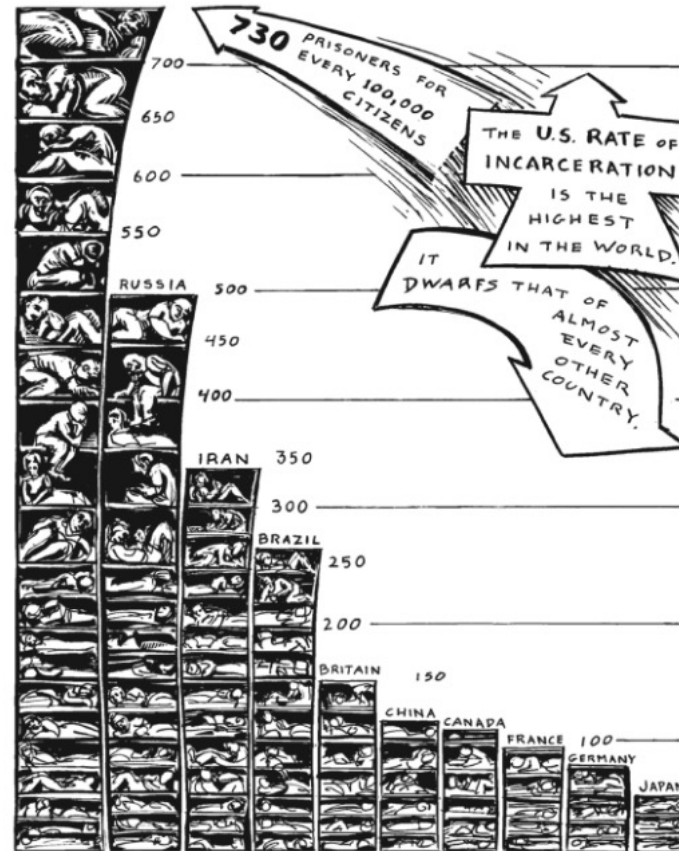 730 PRISONERS FOR
EVERY 100,000
CITIZENS
THE U.S. RATE OF
INCARCERATION
IS THE
HIGHEST
IN THE WORLD.
IT
DWARFS THAT OF
ALMOST
EVERY
OTHER
COUNTRY.
700
650
600
550
RUSSIA 500
450
400
IRAN 350
300
BRAZIL
250
200
BRITAIN 150
CHINA
CANADA
FRANCE 100
GERMANY
JAPAN